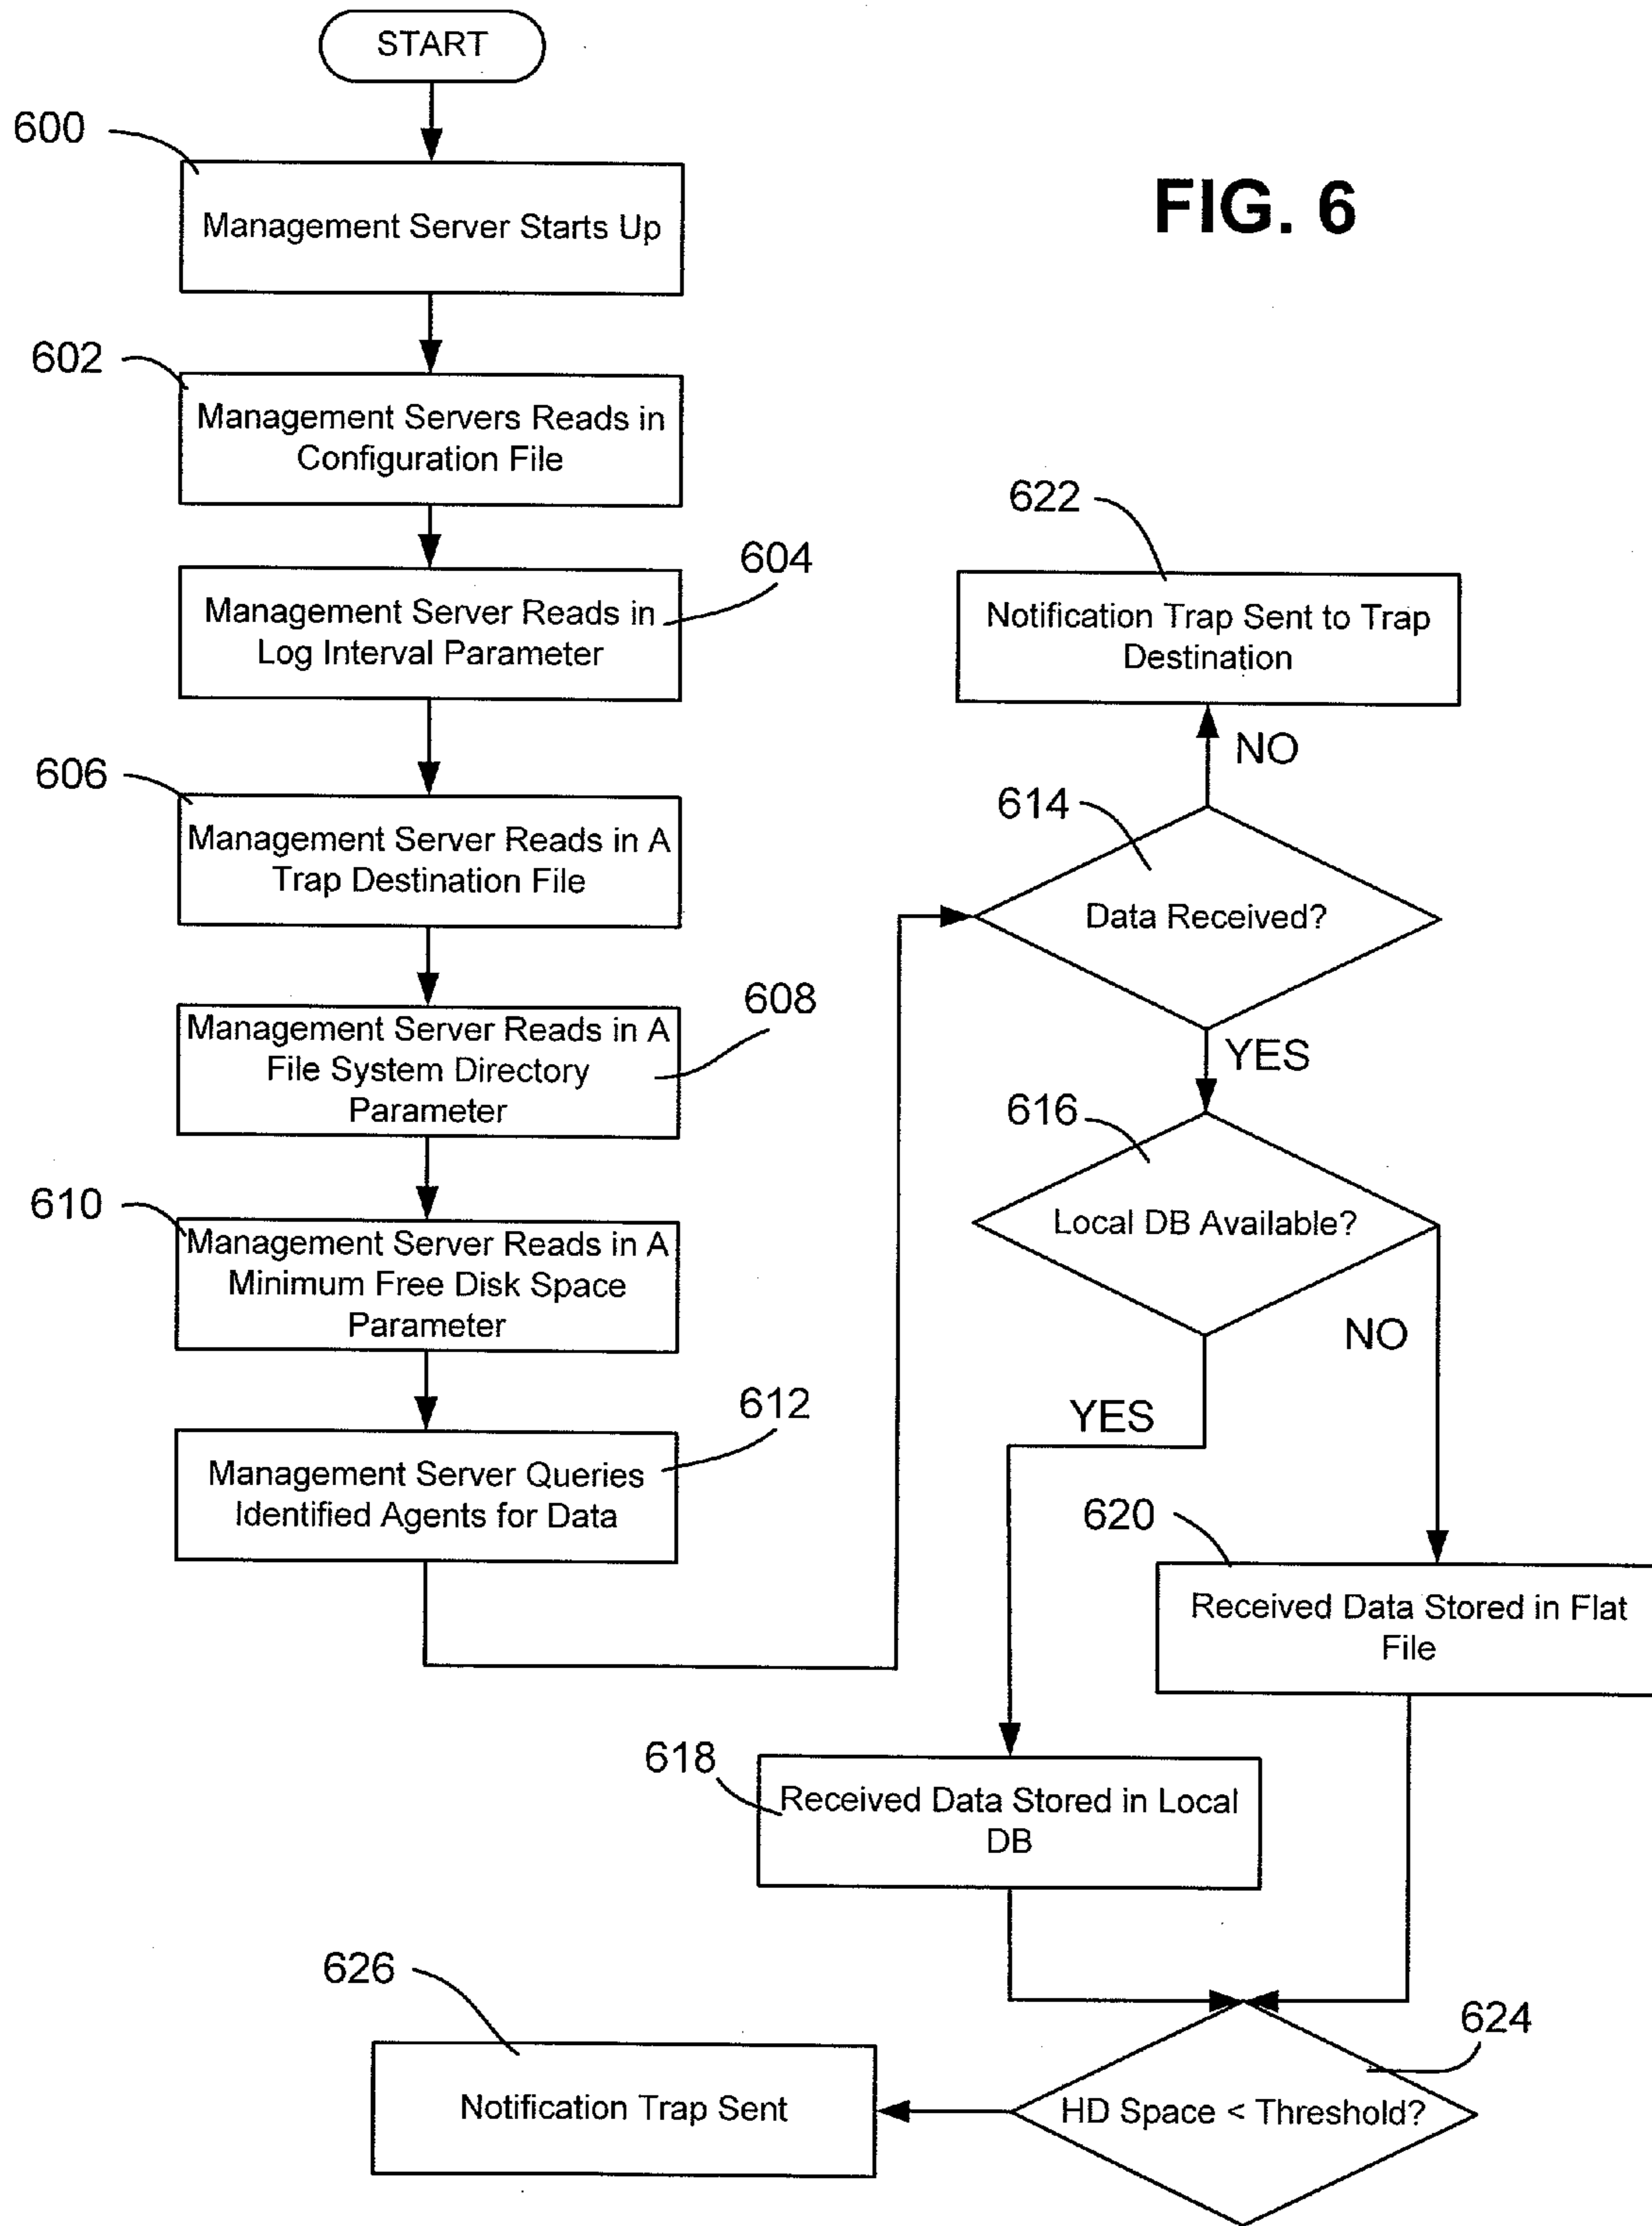 START
600
Management Server Starts Up
FIG. 6
602
Management Servers Reads in
Configuration File
604
Management Server Reads in
Log Interval Parameter
606
Management Server Reads in A
Trap Destination File
608
Management Server Reads in A
File System Directory
Parameter
610
Management Server Reads in A
Minimum Free Disk Space
Parameter
612
Management Server Queries
Identified Agents for Data
622
Notification Trap Sent to Trap
Destination
NO
614
Data Received?
YES
616
Local DB Available?
NO
YES
620
Received Data Stored in Flat
File
618
Received Data Stored in Local
DB
624
HD Space < Threshold?
626
Notification Trap Sent